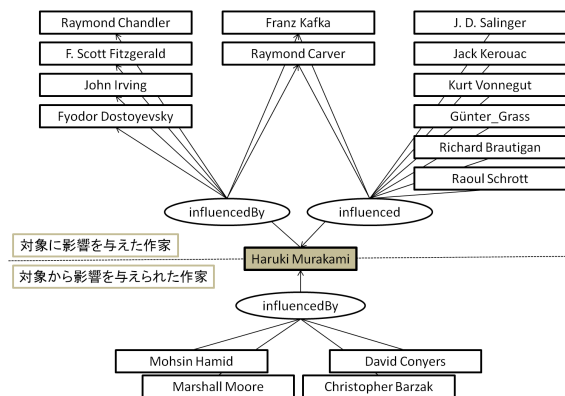 Raymond Chandler
Franz Kafka
J. D. Salinger
F. Scott Fitzgerald
Raymond Carver
Jack Kerouac
John Irving
Kurt Vonnegut
Fyodor Dostoyevsky
Günter_Grass
Richard Brautigan
Raoul Schrott
influencedBy
influenced
対象に影響を与えた作家
Haruki Murakami
対象から影響を与えられた作家
influencedBy
Mohsin Hamid
David Conyers
Marshall Moore
Christopher Barzak